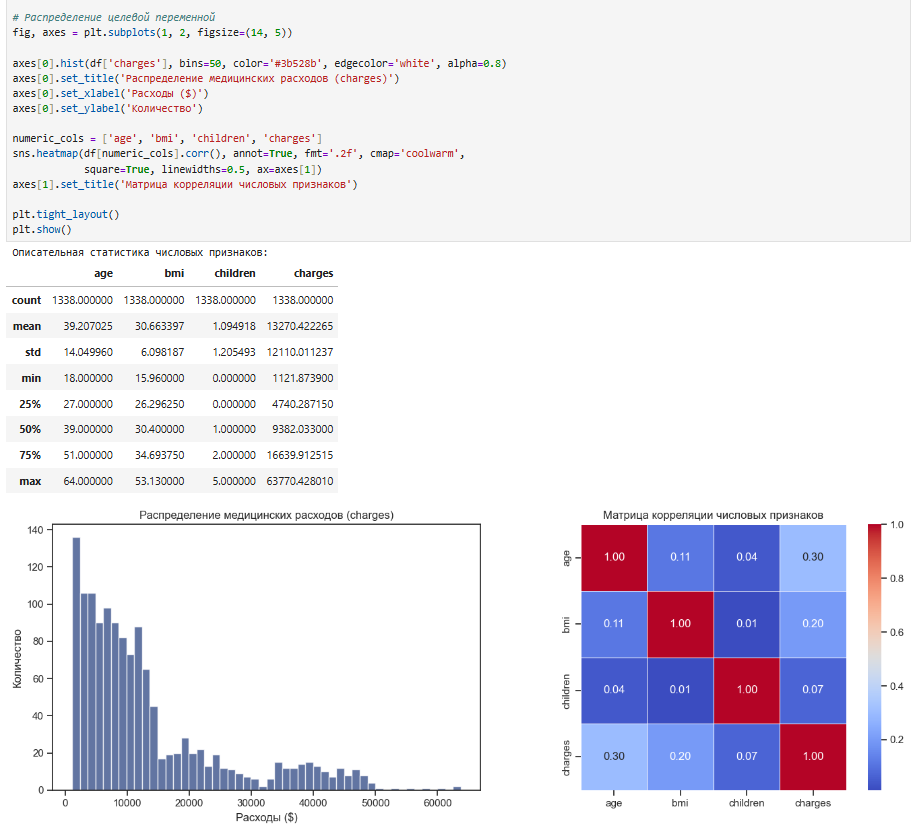 # Распределение целевой переменной
fig, axes = plt.subplots(1, 2, figsize=(14, 5))
axes[0].hist(df['charges'], bins=50, color='#3b528b', edgecolor='white', alpha=0.8)
axes[0].set_title('Распределение медицинских расходов (charges)')
axes[0].set_xlabel('Расходы ($)')
axes[0].set_ylabel('Количество')
numeric_cols = ['age', 'bmi', 'children', 'charges']
sns.heatmap(df[numeric_cols].corr(), annot=True, fmt='.2f', cmap='coolwarm',
square=True, linewidths=0.5, ax=axes[1])
axes[1].set_title('Матрица корреляции числовых признаков')
plt.tight_layout()
plt.show()
Описательная статистика числовых признаков:
age bmi children charges
count 1338.000000 1338.000000 1338.000000 1338.000000
mean 39.207025 30.663397 1.094918 13270.422265
std 14.049960 6.098187 1.205493 12110.011237
min 18.000000 15.960000 0.000000 1121.873900
25% 27.000000 26.296250 0.000000 4740.287150
50% 39.000000 30.400000 1.000000 9382.033000
75% 51.000000 34.693750 2.000000 16639.912515
max 64.000000 53.130000 5.000000 63770.428010
Распределение медицинских расходов (charges)
140
120
100
80
60
40
20
0
Количество
0 10000 20000 30000 40000 50000 60000
Расходы ($)
Матрица корреляции числовых признаков
age 1.00 0.11 0.04 0.30
bmi 0.11 1.00 0.01 0.20
children 0.04 0.01 1.00 0.07
charges 0.30 0.20 0.07 1.00
age bmi children charges
1.0
0.8
0.6
0.4
0.2